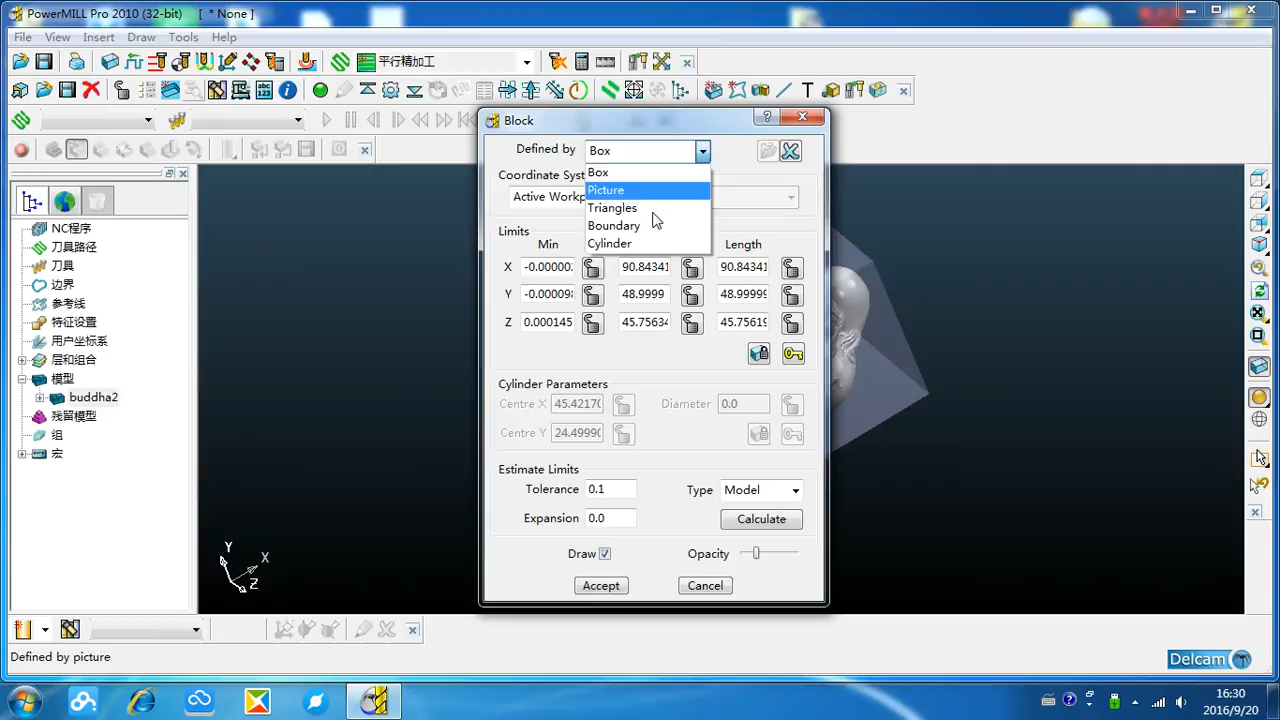 PowerMILL Pro 2010 (32-bit)    [ * None ]
File View Insert Draw Tools Help
平行精加工
Block
Defined by Box
Box
Picture
Triangles
Boundary
Cylinder
Coordinate Syst
Active Workp
Limits
Min Length
X -0.00000 90.84341 90.84341
Y -0.00009 48.9999 48.9999
Z 0.000145 45.75634 45.75619
Cylinder Parameters
Centre X 45.4217 Diameter 0.0
Centre Y 24.4999
Estimate Limits
Tolerance 0.1 Type Model
Expansion 0.0 Calculate
Draw Opacity
Accept Cancel
NC程序
刀具路径
刀具
边界
参考线
特征设置
用户坐标系
层和组合
模型
buddha2
残留模型
组
宏
Y
X
Z
Defined by picture
Delcam
16:30
2016/9/20